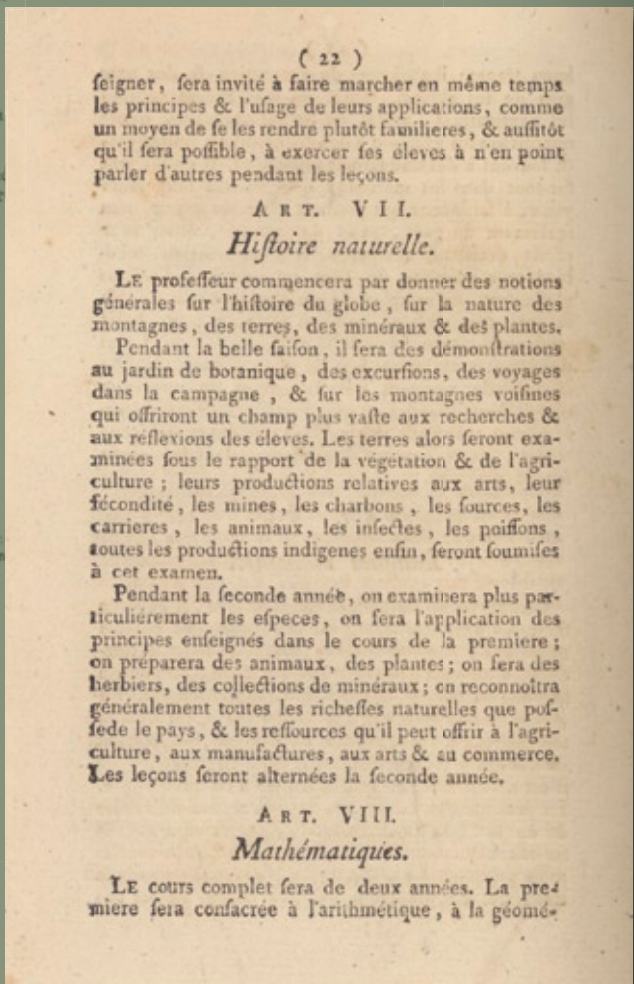 ( 22 )
ſeigner, ſera invité à faire marcher en même temps
les principes & l'uſage de leurs applications, comme
un moyen de ſe les rendre plutôt familieres, & auſſitôt
qu'il ſera poſſible, à exercer ſes éleves à n'en point
parler d'autres pendant les leçons.
ART. VII.
Hiſtoire naturelle.
LE profeſſeur commencera par donner des notions
générales ſur l'hiſtoire du globe, ſur la nature des
montagnes, des terres, des minéraux & des plantes.
Pendant la belle ſaiſon, il ſera des démonſtrations
au jardin de botanique, des excurſions, des voyages
dans la campagne, & ſur les montagnes voiſines
qui offriront un champ plus vaſte aux recherches &
aux réflexions des éleves. Les terres alors ſeront exa-
minées ſous le rapport de la végétation & de l'agri-
culture ; leurs productions relatives aux arts, leur
fécondité, les mines, les charbons, les ſources, les
carrieres, les animaux, les inſectes, les poiſſons,
toutes les productions indigenes enfin, ſeront ſoumiſes
à cet examen.
Pendant la ſeconde année, on examinera plus par-
ticuliérement les eſpeces, on ſera l'application des
principes enſeignés dans le cours de la premiere ;
on préparera des animaux, des plantes ; on ſera des
herbiers, des collections de minéraux ; on reconnoîtra
généralement toutes les richeſſes naturelles que poſ-
ſede le pays, & les reſſources qu'il peut offrir à l'agri-
culture, aux manufactures, aux arts & au commerce.
Les leçons ſeront alternées la ſeconde année.
ART. VIII.
Mathématiques.
LE cours complet ſera de deux années. La pre-
miere ſera conſacrée à l'arithmétique, à la géomé-